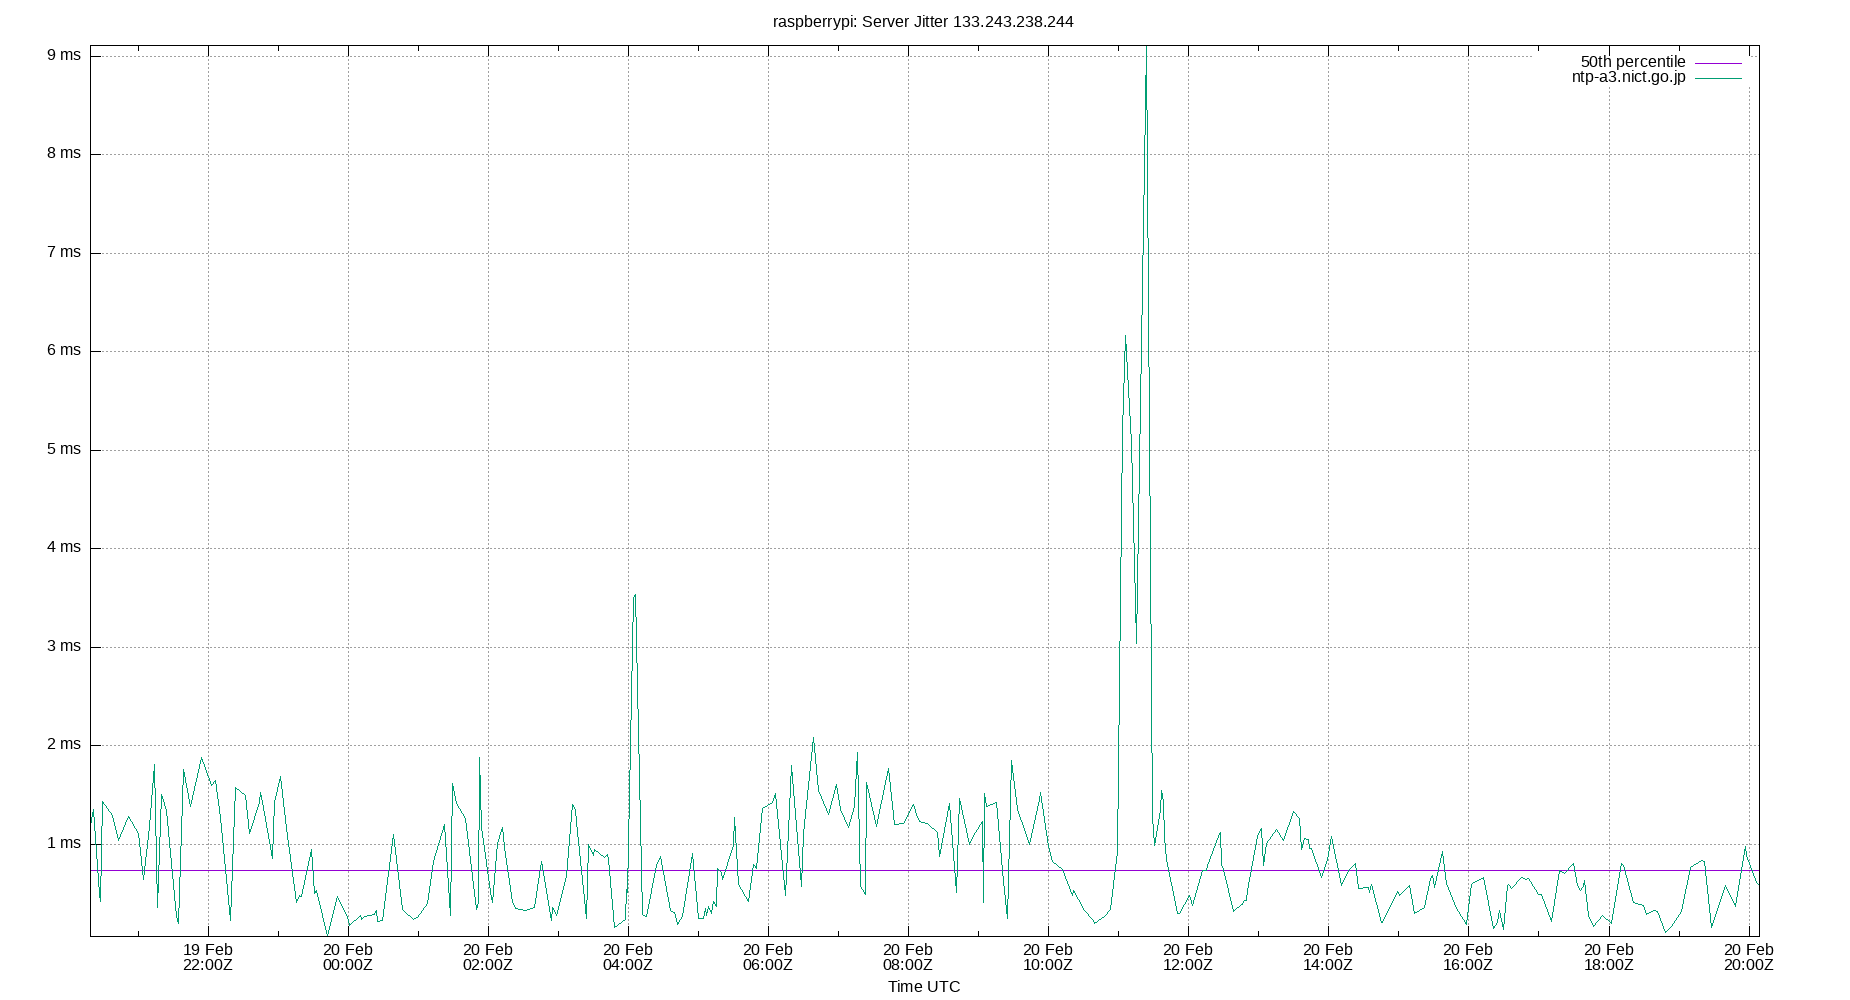 raspberrypi: Server Jitter 133.243.238.244
50th percentile
ntp-a3.nict.go.jp
9 ms
8 ms
7 ms
6 ms
5 ms
4 ms
3 ms
2 ms
1 ms
19 Feb 20 Feb 20 Feb 20 Feb 20 Feb 20 Feb 20 Feb 20 Feb 20 Feb 20 Feb 20 Feb 20 Feb
22:00Z 00:00Z 02:00Z 04:00Z 06:00Z 08:00Z 10:00Z 12:00Z 14:00Z 16:00Z 18:00Z 20:00Z
Time UTC